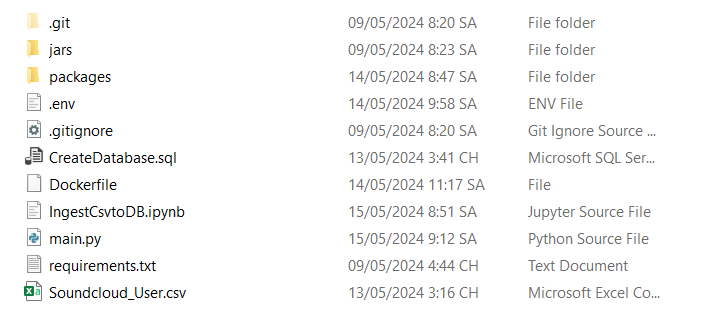 .git 09/05/2024 8:20 SA File folder
jars 09/05/2024 8:23 SA File folder
packages 14/05/2024 8:47 SA File folder
.env 14/05/2024 9:58 SA ENV File
.gitignore 09/05/2024 8:20 SA Git Ignore Source ...
CreateDatabase.sql 13/05/2024 3:41 CH Microsoft SQL Ser...
Dockerfile 14/05/2024 11:17 SA File
IngestCsvtoDB.ipynb 15/05/2024 8:51 SA Jupyter Source File
main.py 15/05/2024 9:12 SA Python Source File
requirements.txt 09/05/2024 4:44 CH Text Document
Soundcloud_User.csv 13/05/2024 3:16 CH Microsoft Excel Co...